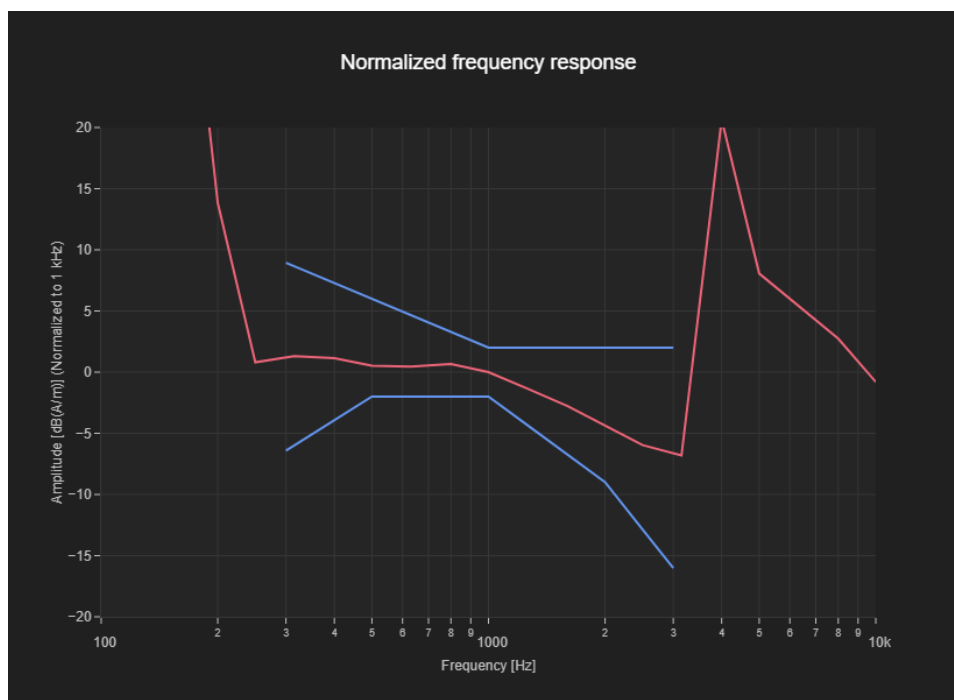 Normalized frequency response
Amplitude [dB(A/m)] (Normalized to 1 kHz)
20
15
10
5
0
−5
−10
−15
−20
2 3 4 5 6 7 8 9 2 3 4 5 6 7 8 9
100 1000 10k
Frequency [Hz]